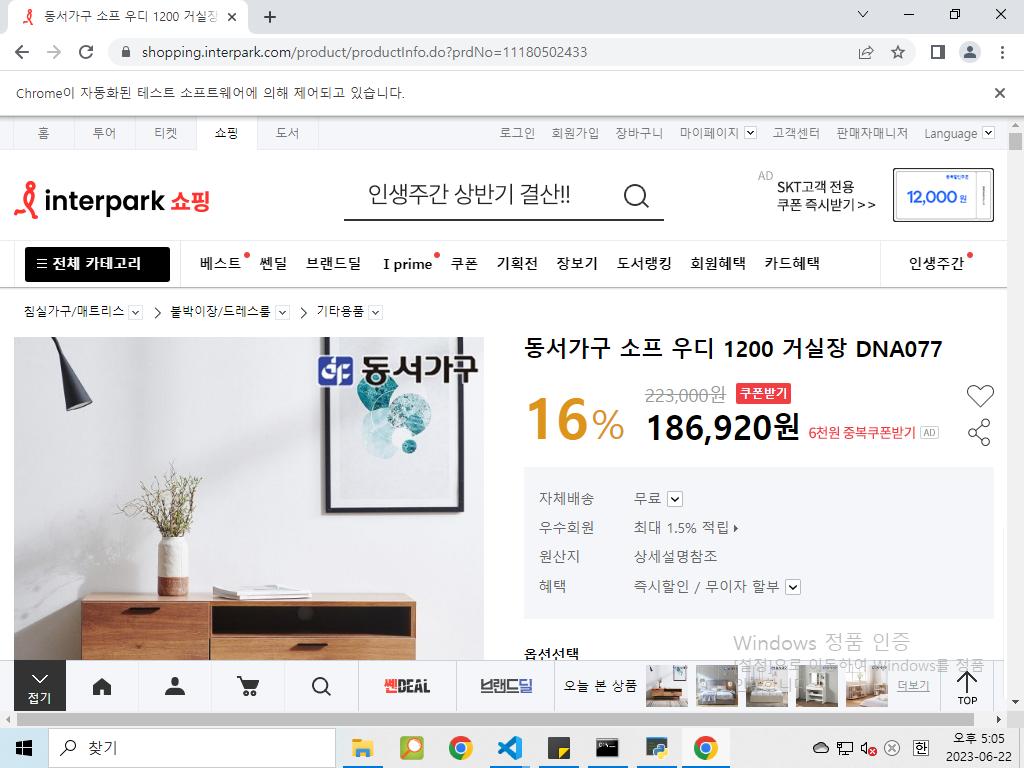 동서가구 소프 우디 1200 거실장
shopping.interpark.com/product/productInfo.do?prdNo=11180502433
Chrome이 자동화된 테스트 소프트웨어에 의해 제어되고 있습니다.
홈 투어 티켓 쇼핑 도서 로그인 회원가입 장바구니 마이페이지 고객센터 판매자매니저 Language
interpark 쇼핑 인생주간 상반기 결산!! AD SKT고객 전용 쿠폰 즉시받기>> 12,000원
전체 카테고리 베스트 쎈딜 브랜드딜 I prime 쿠폰 기획전 장보기 도서랭킹 회원혜택 카드혜택 인생주간
침실가구/매트리스 > 붙박이장/드레스룸 > 기타용품
동서가구
동서가구 소프 우디 1200 거실장 DNA077
16% 223,000원 쿠폰받기
186,920원 6천원 중복쿠폰받기 AD
자체배송 무료
우수회원 최대 1.5% 적립
원산지 상세설명참조
혜택 즉시할인 / 무이자 할부
옵션선택
Windows 정품 인증
[설정]으로 이동하여 Windows를 정품
접기 쎈DEAL 브랜드딜 오늘 본 상품 더보기 TOP
찾기 한 오후 5:05
2023-06-22